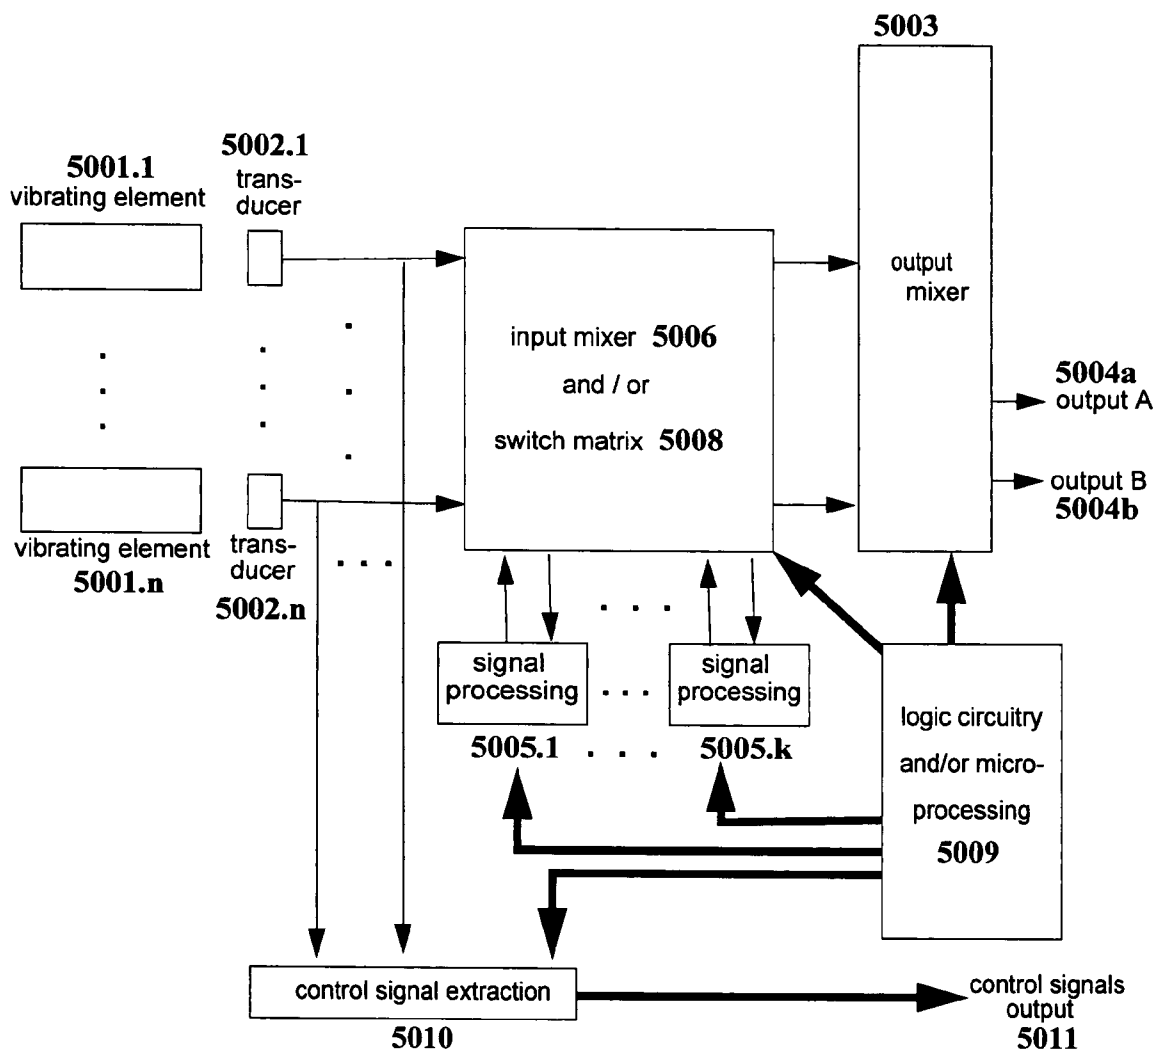 5003
5002.1
5001.1
trans-
vibrating element
ducer
output
mixer
input mixer 5006
and / or
switch matrix 5008
5004a
output A
output B
5004b
vibrating element
5001.n
trans-
ducer
5002.n
signal
processing
signal
processing
5005.1
5005.k
logic circuitry
and/or micro-
processing
5009
control signal extraction
5010
control signals
output
5011